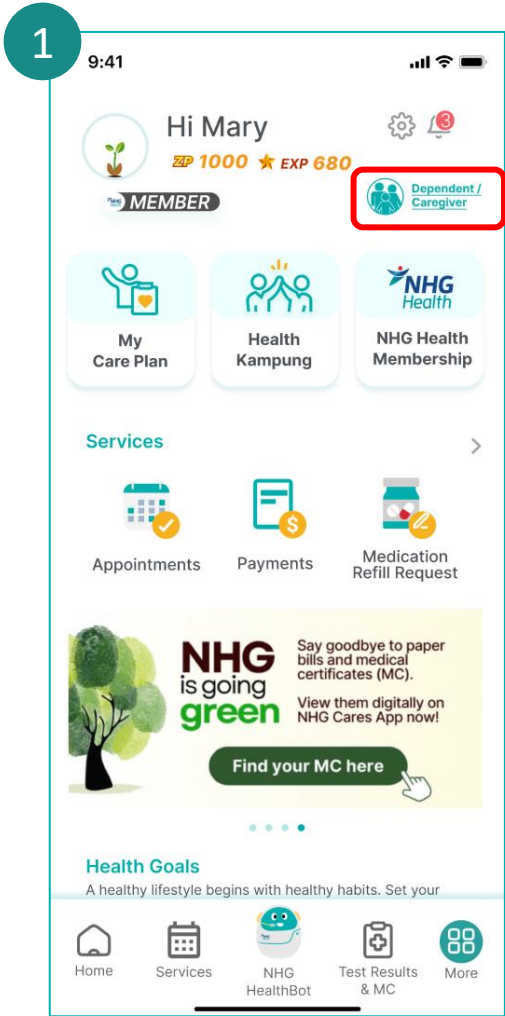 1
9:41
Hi Mary
3
ZP 1000 EXP 680
MEMBER
Dependent /
Caregiver
NHG
Health
My
Care Plan
Health
Kampung
NHG Health
Membership
Services
Appointments
Payments
Medication
Refill Request
NHG
is going
green
Say goodbye to paper
bills and medical
certificates (MC).
View them digitally on
NHG Cares App now!
Find your MC here
Health Goals
A healthy lifestyle begins with healthy habits. Set your
Home
Services
NHG
HealthBot
Test Results
& MC
More